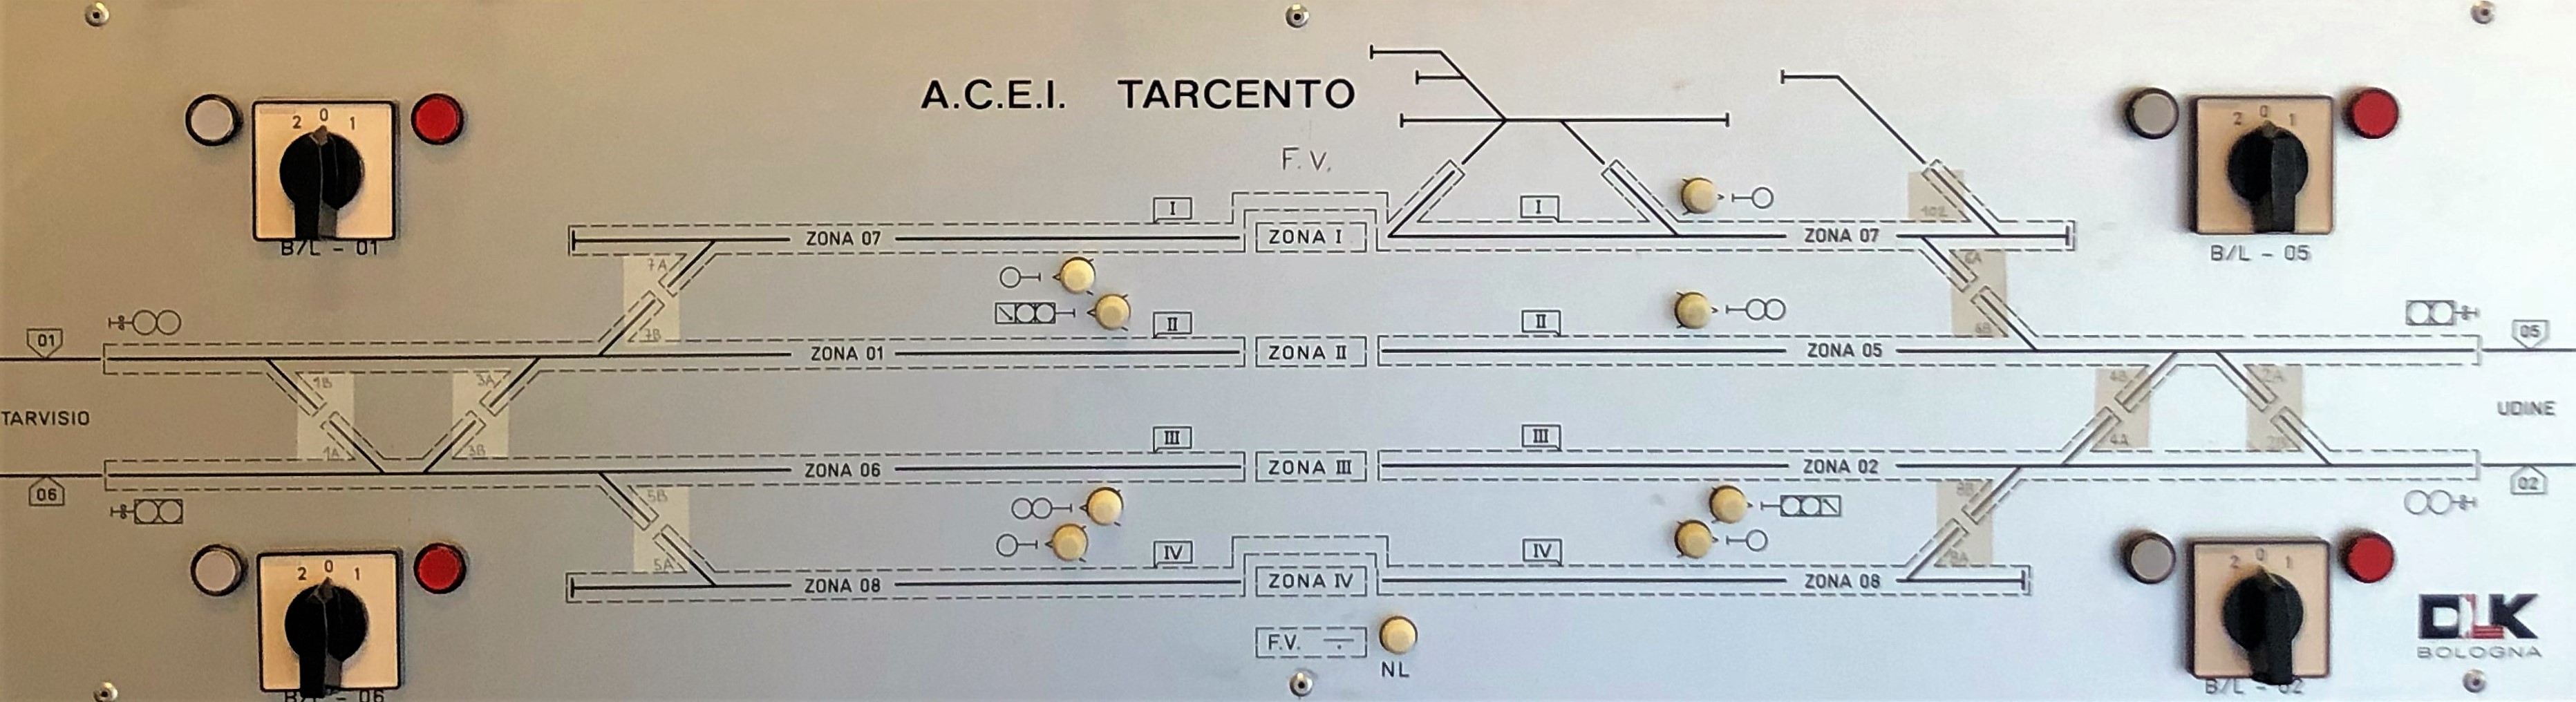 A.C.E.I. TARCENTO
2 0 1
B/L - 01
2 0 1
B/L - 05
F.V.
I
I
ZONA 07
ZONA I
ZONA 07
102
7A
6A
7B
6B
II
II
01
ZONA 01
ZONA II
ZONA 05
05
1B
3A
4B
2A
TARVISIO
UDINE
1A
3B
4A
2B
III
III
06
ZONA 06
ZONA III
ZONA 02
02
5B
8B
5A
8A
IV
IV
ZONA 08
ZONA IV
ZONA 08
2 0 1
B/L - 06
F.V.
NL
2 0 1
B/L - 02
DLK
BOLOGNA